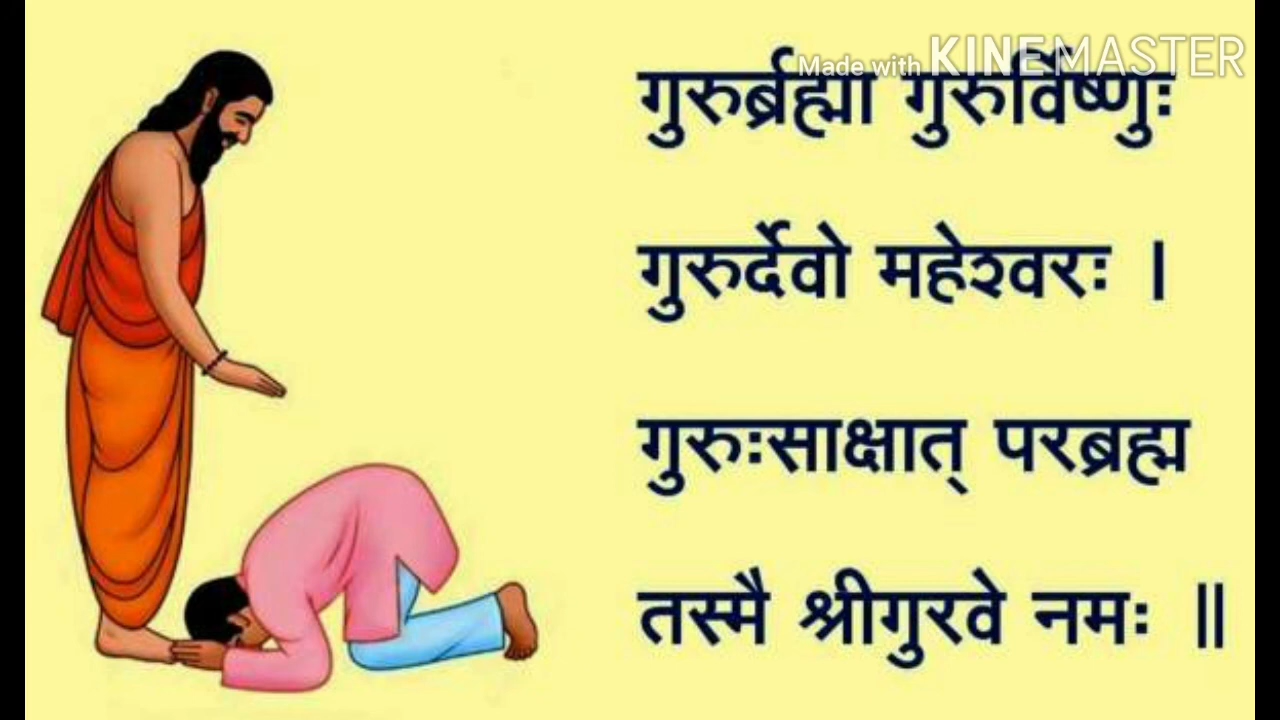 Made with KINEMASTER
गुरुर्ब्रह्मा गुरुर्विष्णुः
गुरुर्देवो महेश्वरः ।
गुरुःसाक्षात् परब्रह्म
तस्मै श्रीगुरवे नमः ॥